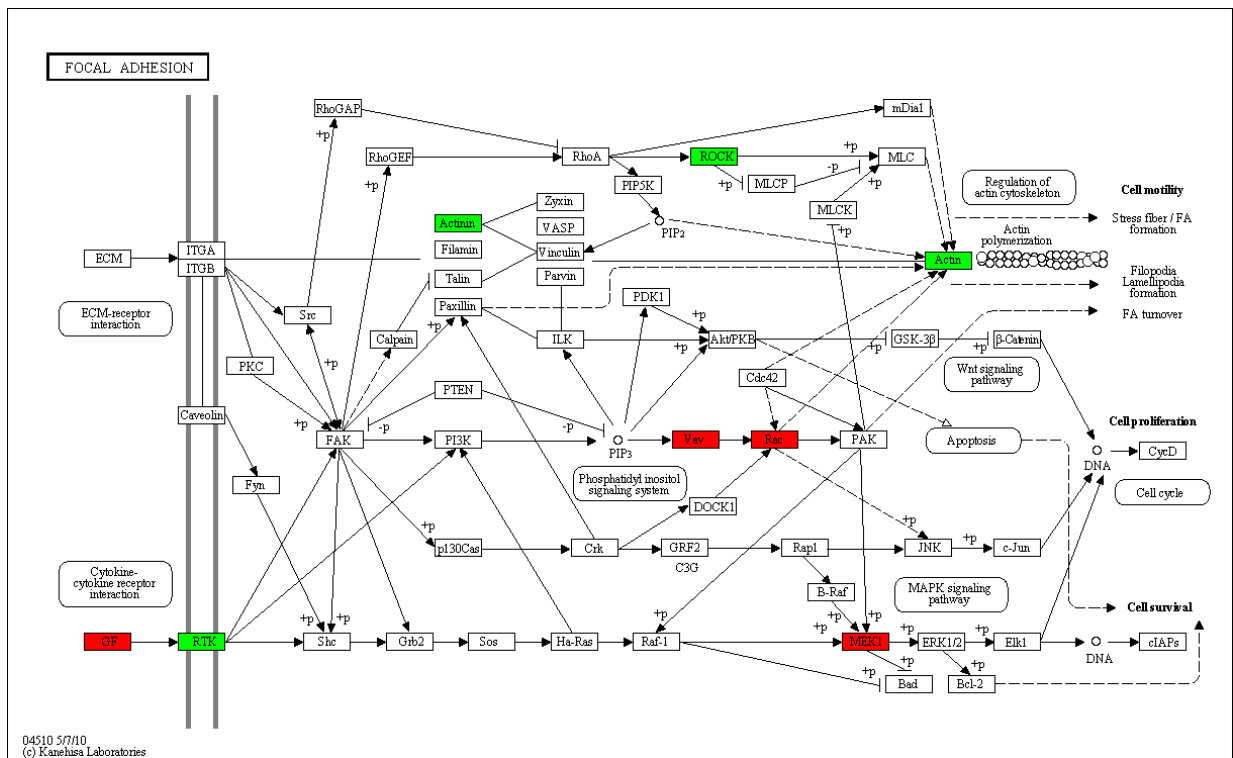 FOCAL ADHESION
RhoGAP
mDia1
+p
RhoGEF
RhoA
ROCK
+p
MLC
+p
PIP5K
+p
MLCP
-p
+p
Regulation of
actin cytoskeleton
Cell motility
Zyxin
MLCK
Actinin
VASP
PIP2
+p
Stress fiber / FA
formation
ITGA
Filamin
Vinculin
Actin
polymerization
ECM
ITGB
Actin
Talin
Parvin
Filopodia
Lamellipodia
formation
ECM-receptor
interaction
Src
Paxillin
PDK1
FA turnover
+p
+p
Calpain
ILK
+p
Akt/PKB
GSK-3β
β-Catenin
+p
+p
+p
PKC
+p
Cdc42
Wnt signaling
pathway
PTEN
Caveolin
+p
-p
-p
Cell proliferation
FAK
PI3K
PIP3
Vav
Rac
PAK
Apoptosis
DNA
CycD
Fyn
Phosphatidyl inositol
signaling system
Cell cycle
DOCK1
+p
+p
p130Cas
Crk
GRF2
Rap1
JNK
+p
c-Jun
C3G
Cytokine-
cytokine receptor
interaction
B-Raf
MAPK signaling
pathway
Cell survival
+p
+p
+p
+p
+p
+p
+p
+p
GF
RTK
Shc
Grb2
Sos
Ha-Ras
Raf-1
MEK1
ERK1/2
Elk1
DNA
cIAPs
+p
+p
+p
Bad
Bcl-2
04510 5/7/10
(c) Kanehisa Laboratories